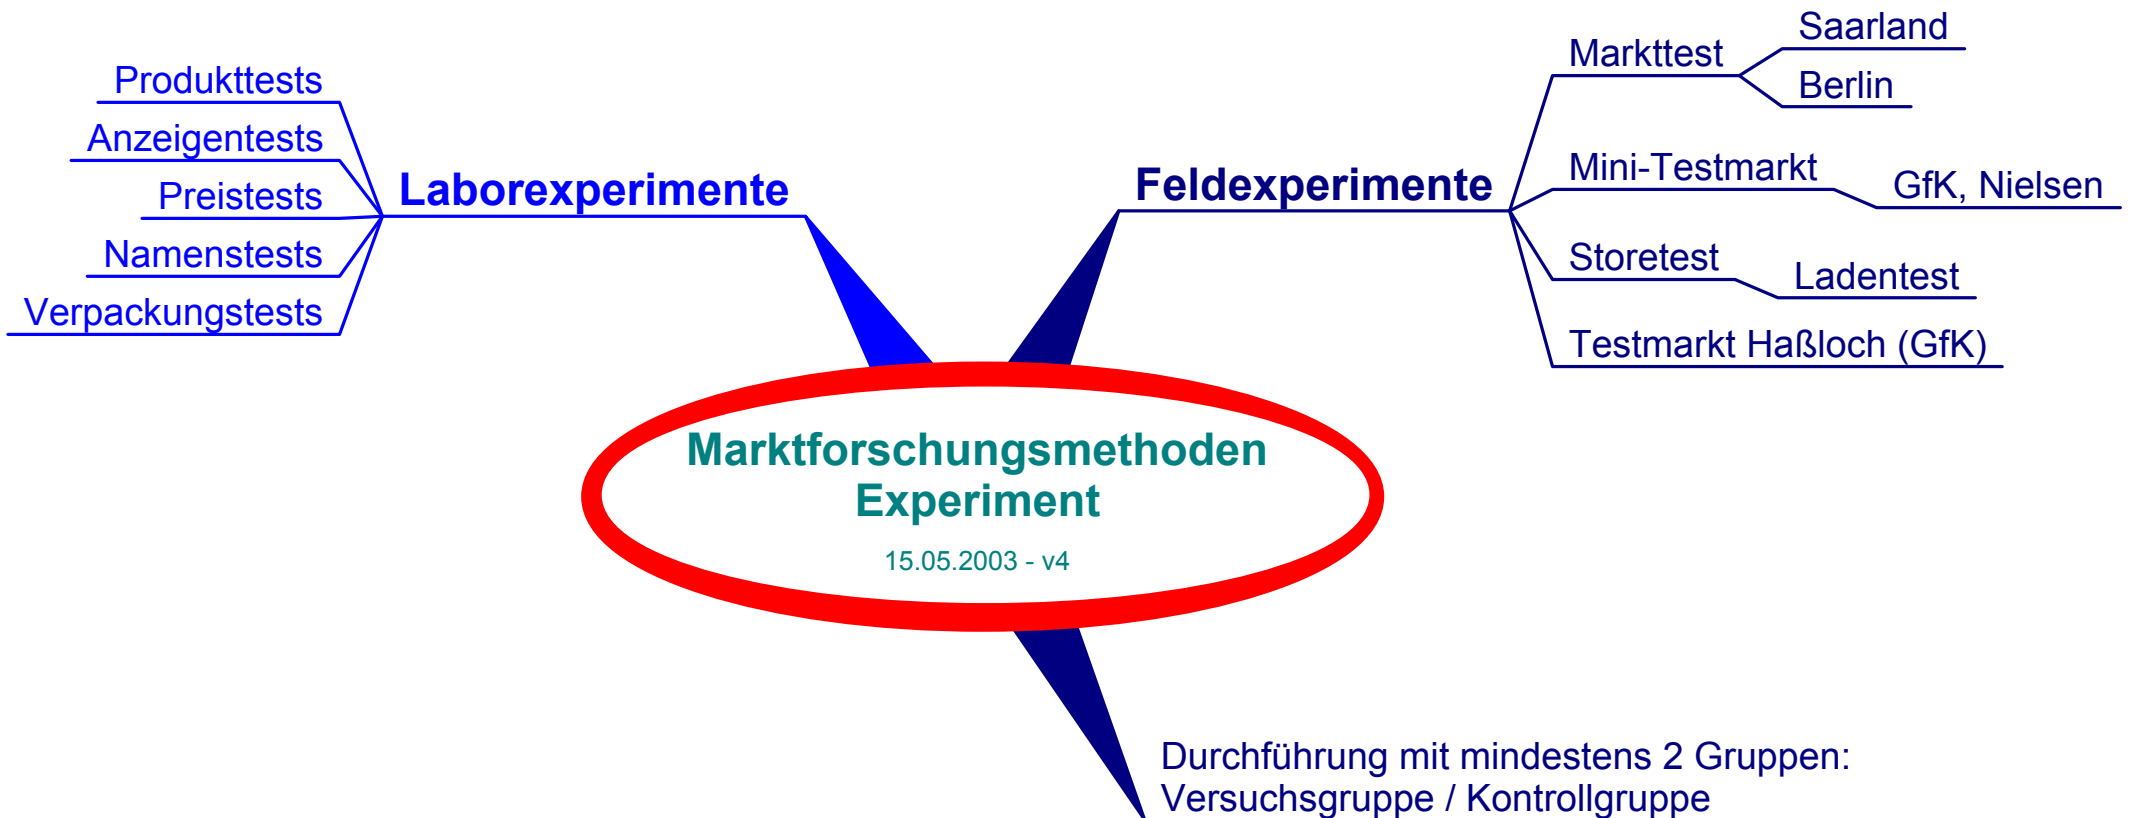 Produkttests
Anzeigentests
Preistests
Namenstests
Verpackungstests
Laborexperimente
Feldexperimente
Markttest
Saarland
Berlin
Mini-Testmarkt
GfK, Nielsen
Storetest
Ladentest
Testmarkt Haßloch (GfK)
Marktforschungsmethoden
Experiment
15.05.2003 - v4
Durchführung mit mindestens 2 Gruppen:
Versuchsgruppe / Kontrollgruppe